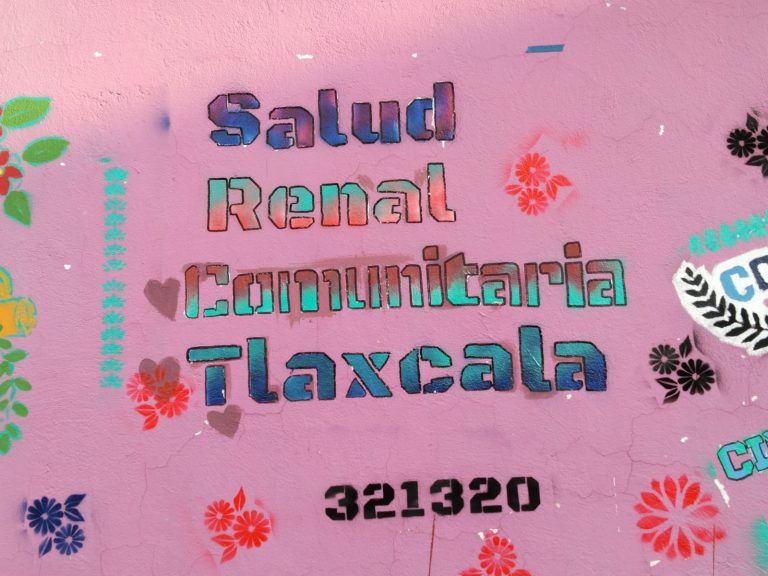 Salud
Renal
Comunitaria
Tlaxcala
321320